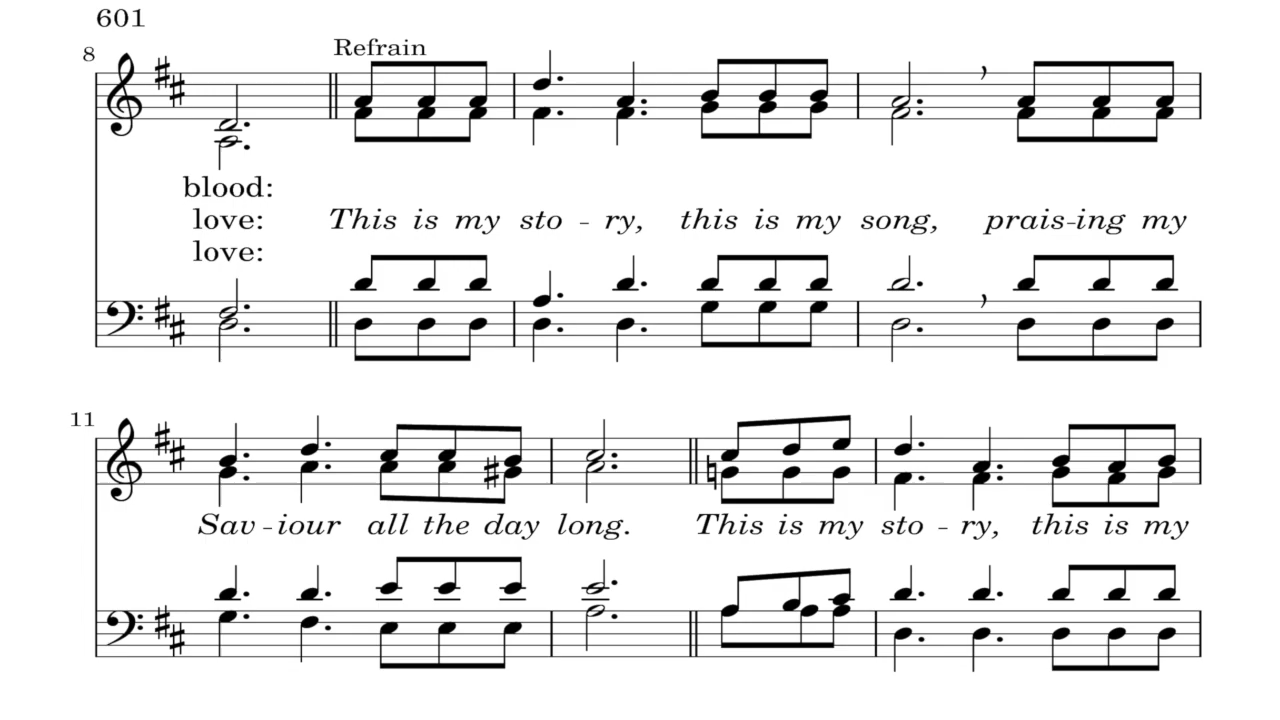 601
8
Refrain
blood:
love: This is my sto - ry, this is my song, prais-ing my
love:
11
Sav -iour all the day long. This is my sto - ry, this is my